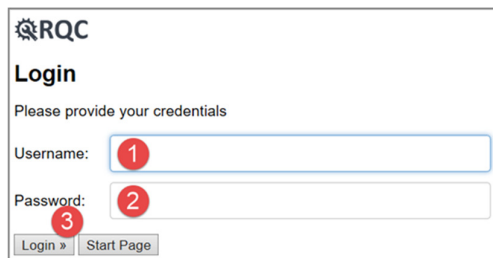 RQC
Login
Please provide your credentials
Username: 1
Password: 2
3
Login » Start Page